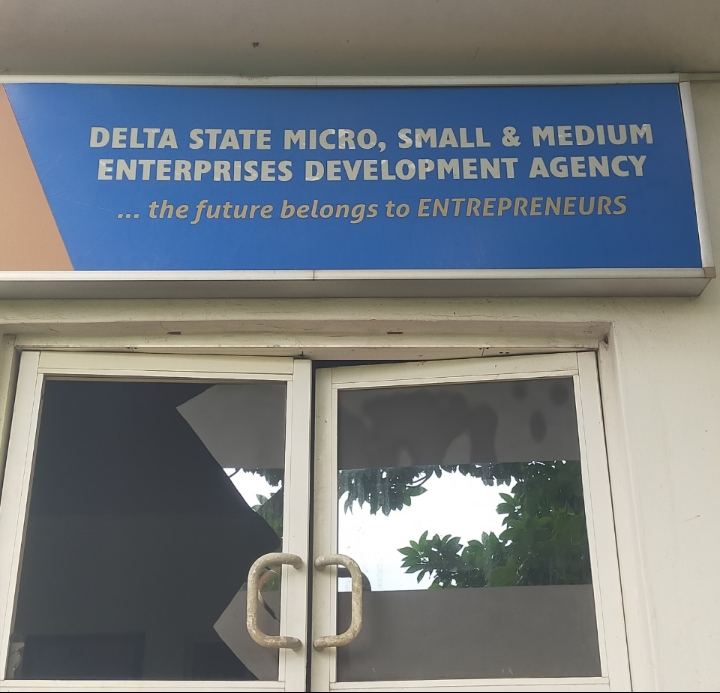 DELTA STATE MICRO, SMALL & MEDIUM
ENTERPRISES DEVELOPMENT AGENCY
... the future belongs to ENTREPRENEURS